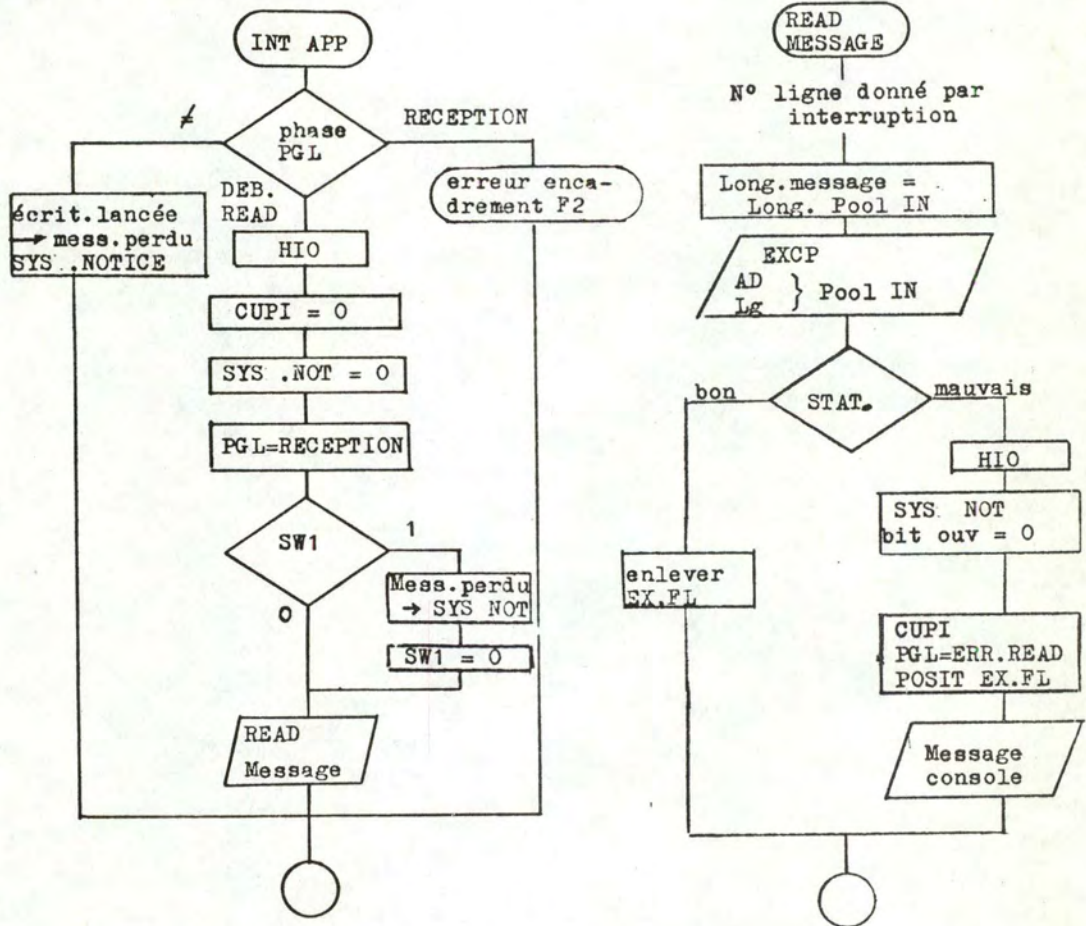 INT APP
≠
phase
PGL
RECEPTION
DEB.
READ
écrit.lancée
→ mess.perdu
SYS..NOTICE
erreur enca-
drement F2
HIO
CUPI = 0
SYS .NOT = 0
PGL=RECEPTION
SW1
1
0
Mess.perdu
→ SYS NOT
SW1 = 0
READ
Message
READ
MESSAGE
N° ligne donné par
interruption
Long.message =
Long. Pool IN
EXCP
AD
Lg } Pool IN
bon
STAT.
mauvais
HIO
SYS NOT
bit ouv = 0
enlever
EX.FL
CUPI
PGL=ERR.READ
POSIT EX.FL
Message
console